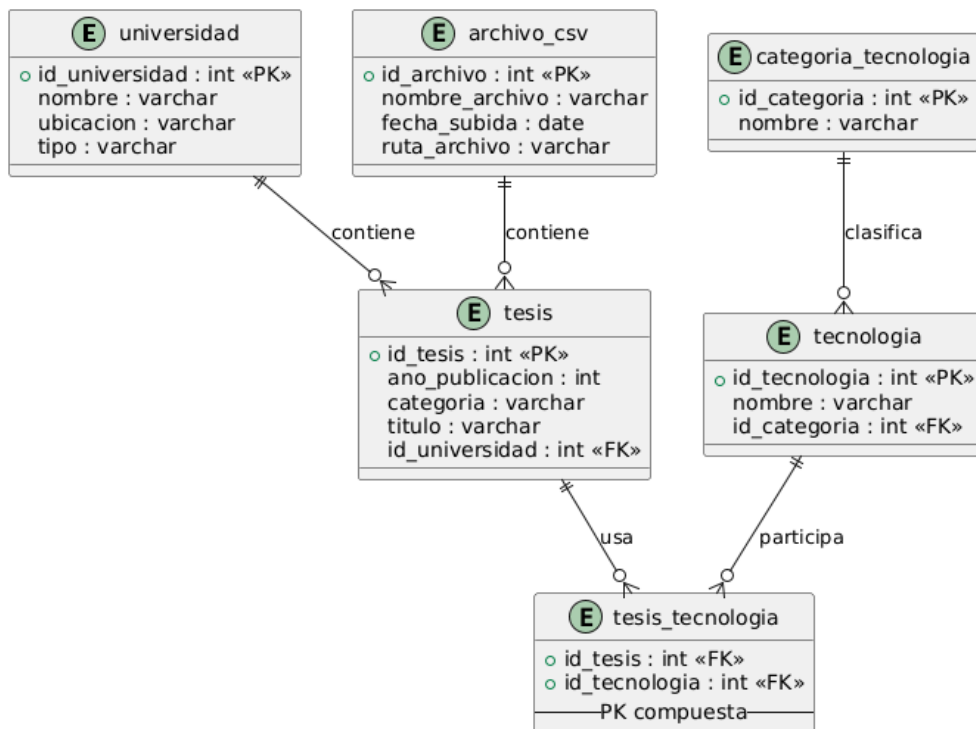 E universidad
id_universidad : int «PK»
nombre : varchar
ubicacion : varchar
tipo : varchar
E archivo_csv
id_archivo : int «PK»
nombre_archivo : varchar
fecha_subida : date
ruta_archivo : varchar
E categoria_tecnologia
id_categoria : int «PK»
nombre : varchar
contiene
contiene
clasifica
E tesis
id_tesis : int «PK»
ano_publicacion : int
categoria : varchar
titulo : varchar
id_universidad : int «FK»
E tecnologia
id_tecnologia : int «PK»
nombre : varchar
id_categoria : int «FK»
usa
participa
E tesis_tecnologia
id_tesis : int «FK»
id_tecnologia : int «FK»
PK compuesta